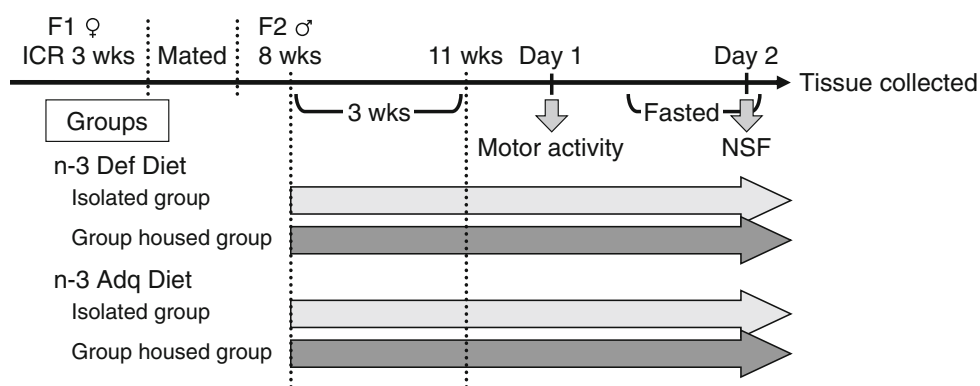 F1 ♀
F2 ♂
ICR 3 wks
Mated
8 wks
11 wks
Day 1
Day 2
Tissue collected
Groups
3 wks
Fasted
Motor activity
NSF
n-3 Def Diet
Isolated group
Group housed group
n-3 Adq Diet
Isolated group
Group housed group